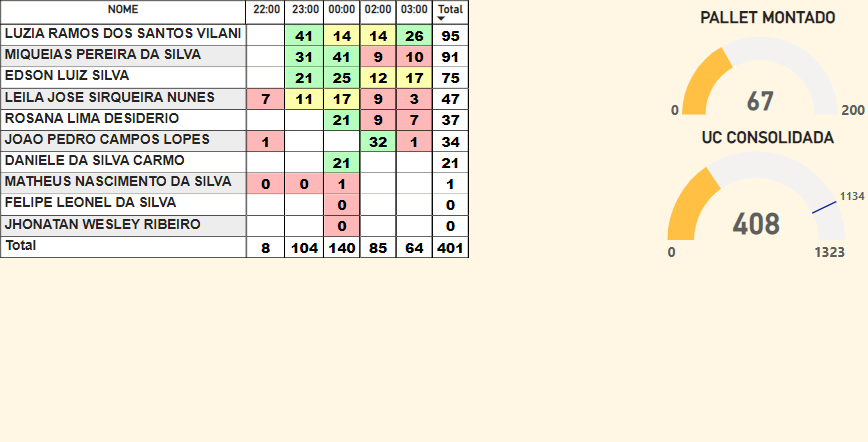 NOME 22:00 23:00 00:00 02:00 03:00 Total
LUZIA RAMOS DOS SANTOS VILANI 41 14 14 26 95
MIQUEIAS PEREIRA DA SILVA 31 41 9 10 91
EDSON LUIZ SILVA 21 25 12 17 75
LEILA JOSE SIRQUEIRA NUNES 7 11 17 9 3 47
ROSANA LIMA DESIDERIO 21 9 7 37
JOAO PEDRO CAMPOS LOPES 1 32 1 34
DANIELE DA SILVA CARMO 21 21
MATHEUS NASCIMENTO DA SILVA 0 0 1 1
FELIPE LEONEL DA SILVA 0 0
JHONATAN WESLEY RIBEIRO 0 0
Total 8 104 140 85 64 401
PALLET MONTADO
67
0 200
UC CONSOLIDADA
1134
408
0 1323